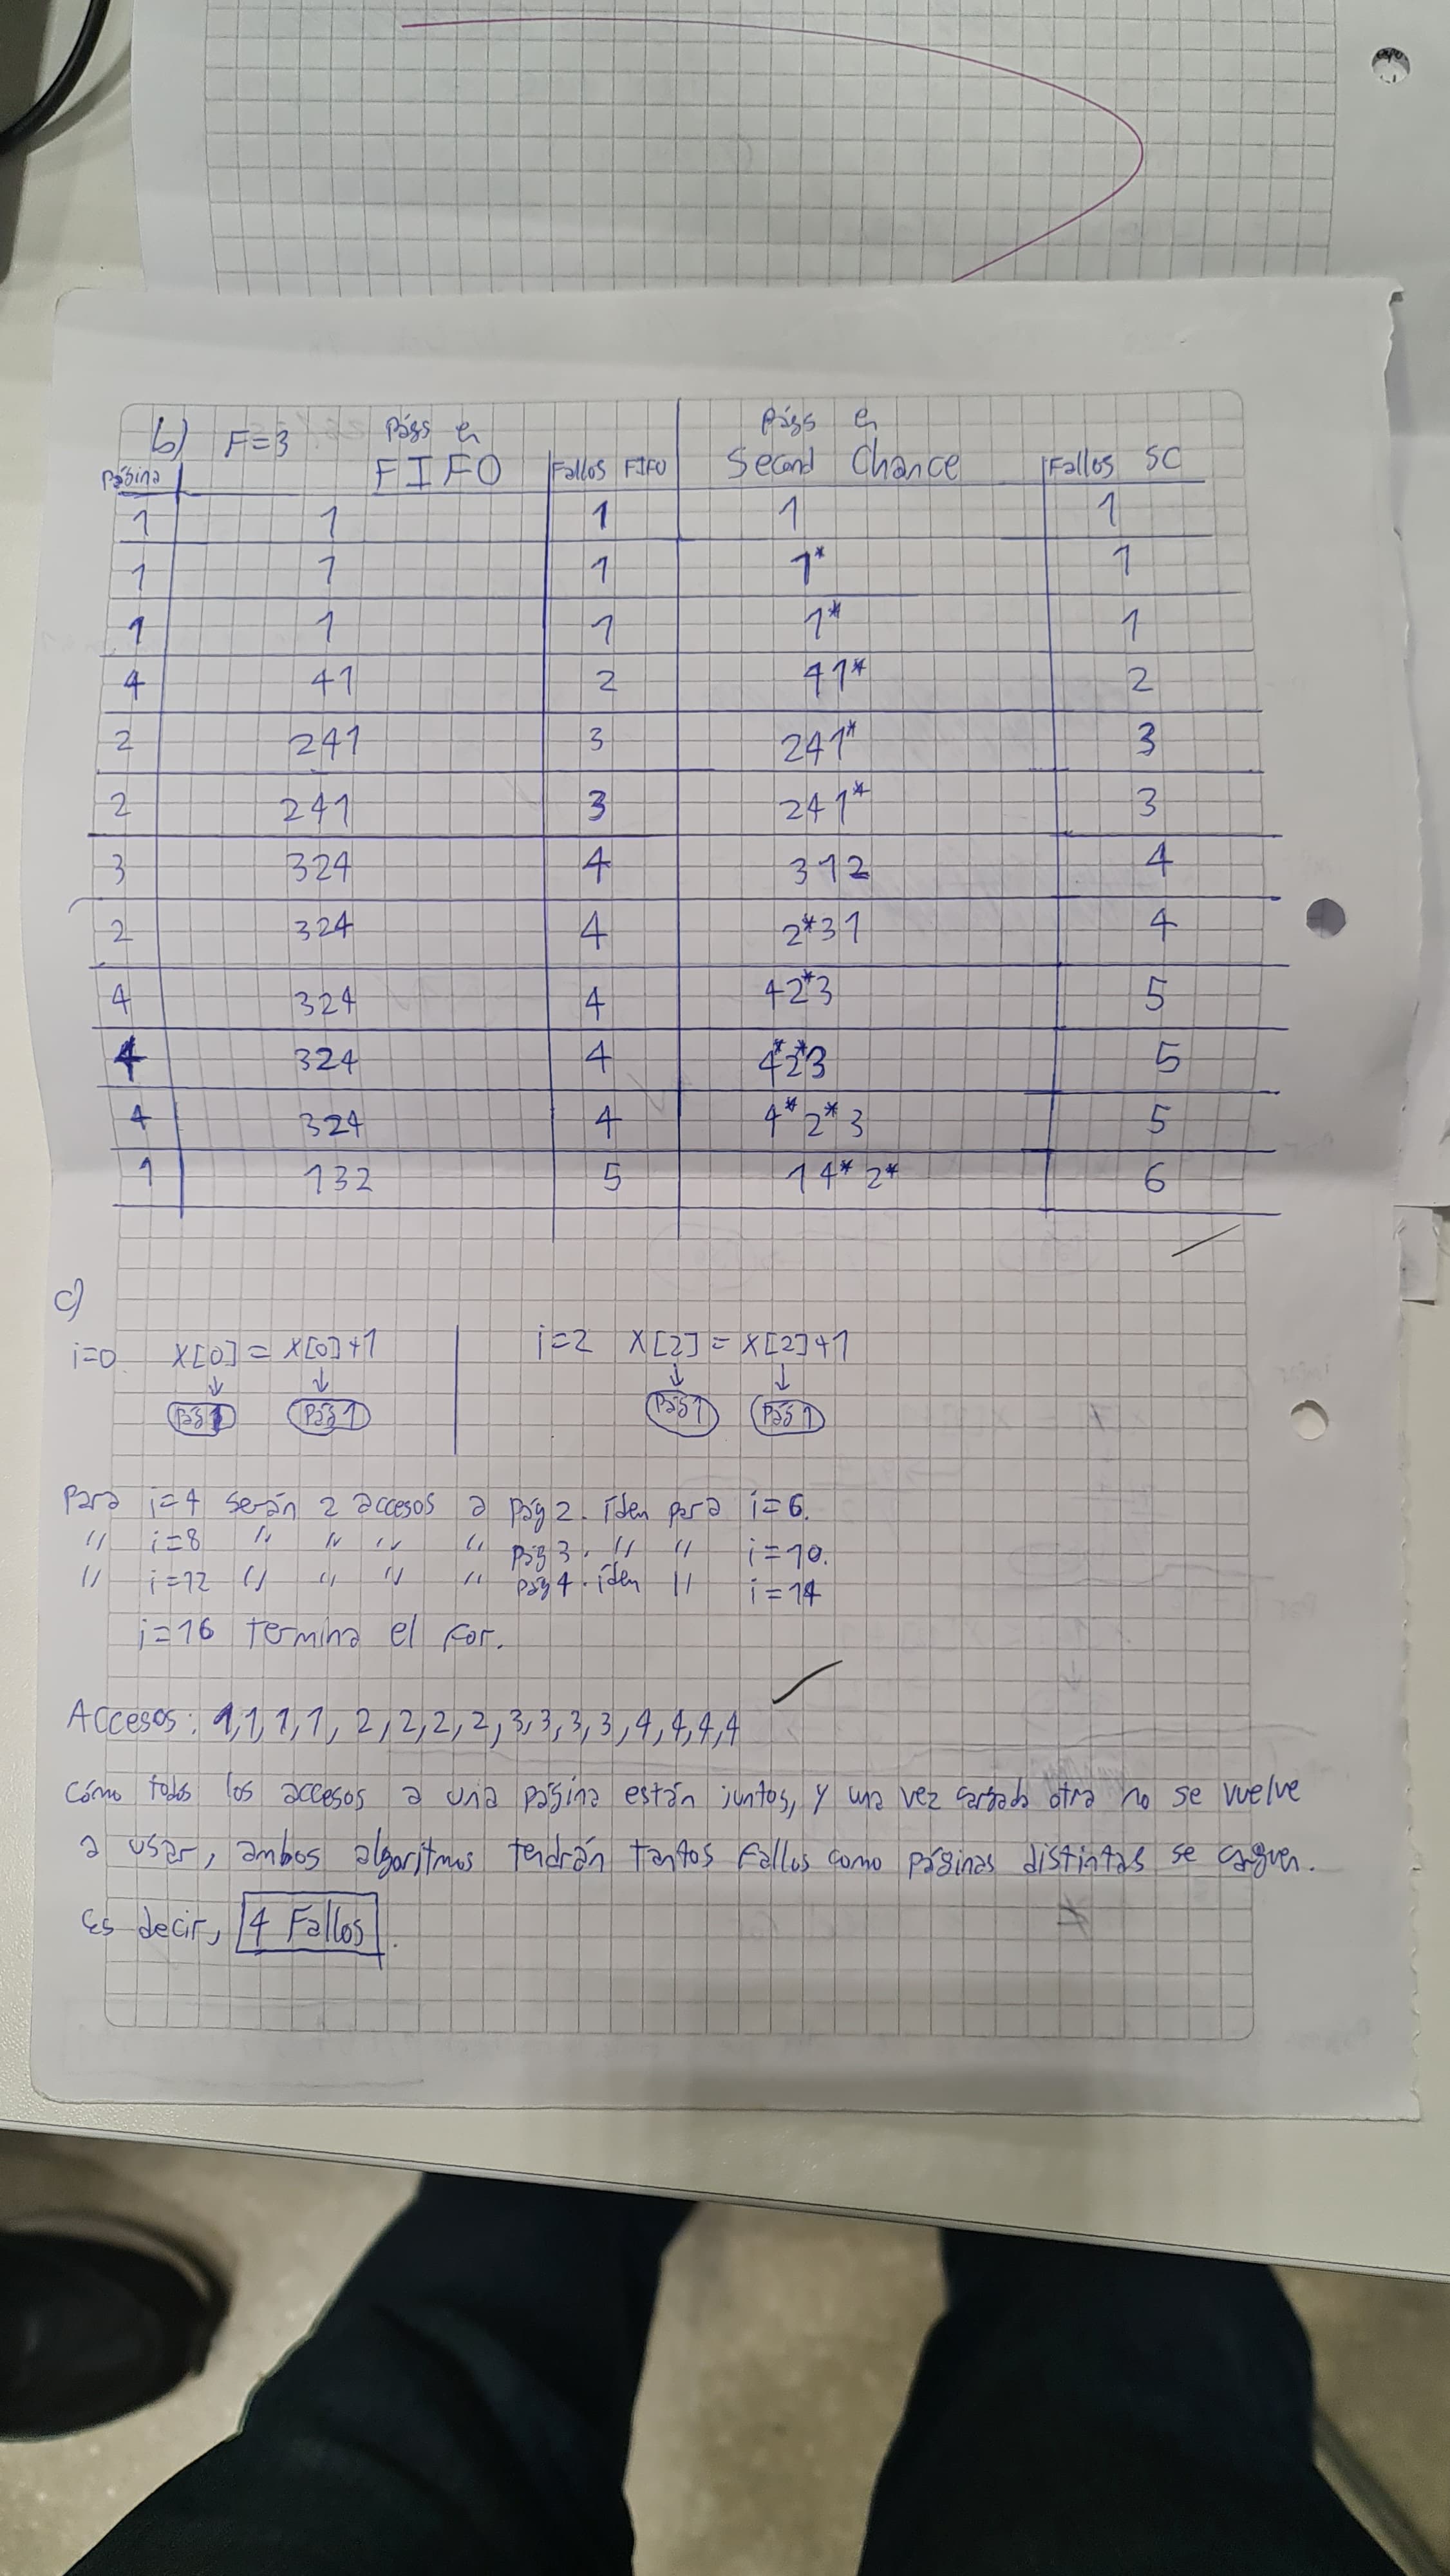 b) F=3 Págs en Págs en
Página FIFO Fallos FIFO Second Chance Fallos SC
1 1 1 1 1
1 1 1 1* 1
1 1 1 1* 1
4 41 2 41* 2
2 241 3 241* 3
2 241 3 241* 3
3 324 4 312 4
2 324 4 2*31 4
4 324 4 42*3 5
4 324 4 4*2*3 5
4 324 4 4*2*3 5
1 132 5 14*2* 6
c)
i=0 X[0] = X[0]+1 i=2 X[2] = X[2]+1
Pág 1 Pág 1 Pág 1 Pág 1
Para i=4 serán 2 accesos a pág 2. íden para i=6.
" i=8 " " " " pág 3. " " i=10.
" i=12 " " " " pág 4. íden " i=14
i=16 termina el for.
Accesos: 1,1,1,1, 2,2,2,2,3,3,3,3,4,4,4,4
Cómo todos los accesos a una página están juntos, y una vez cargada otra no se vuelve
a usar, ambos algoritmos tendrán tantos Fallos como páginas distintas se carguen.
Es decir, 4 Fallos.